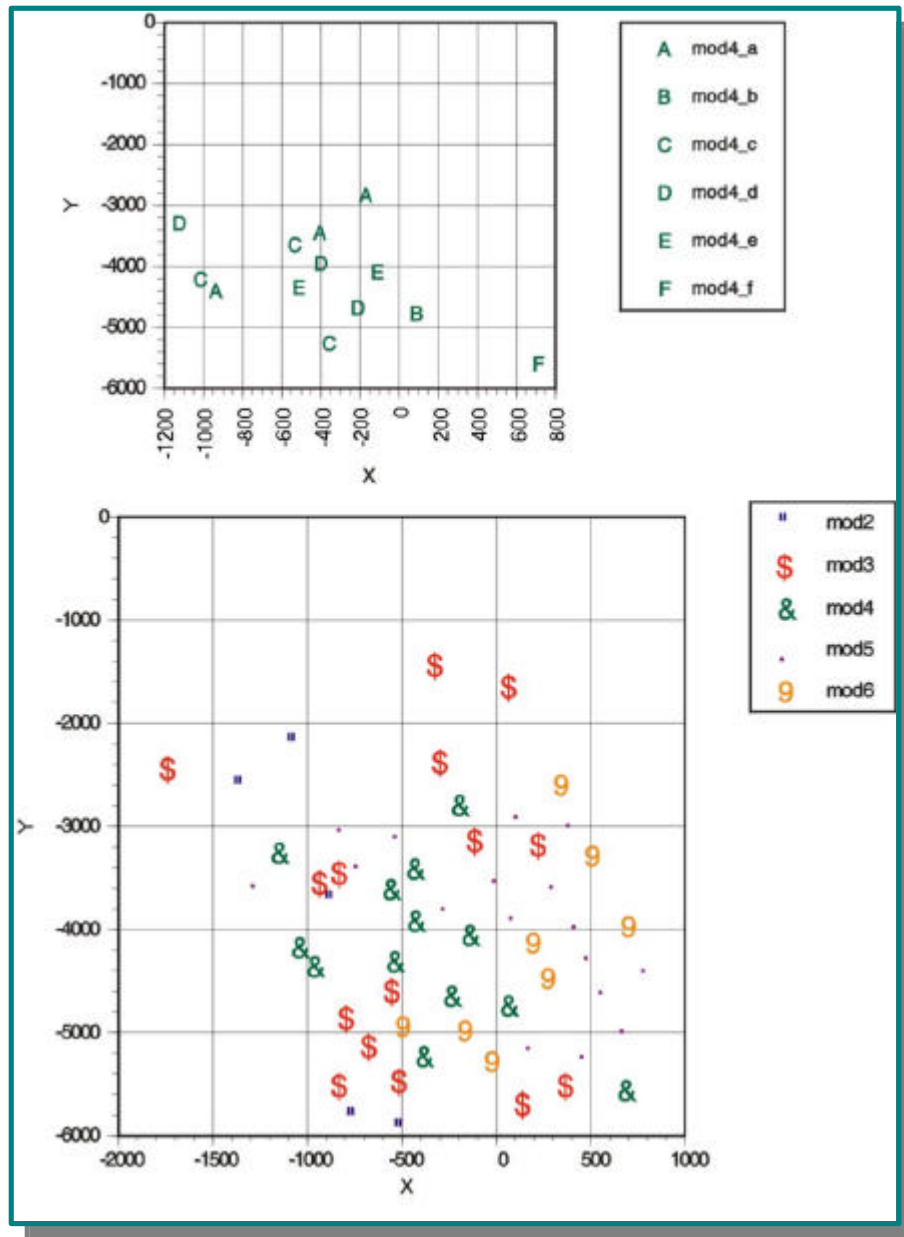 0
-1000
-2000
-3000
-4000
-5000
-6000
Y
-1200
-1000
-800
-600
-400
-200
0
200
400
600
800
X
A
D
C
A
D
E
C
A
E
D
B
C
F
A mod4_a
B mod4_b
C mod4_c
D mod4_d
E mod4_e
F mod4_f
0
-1000
-2000
-3000
-4000
-5000
-6000
Y
-2000
-1500
-1000
-500
0
500
1000
X
" mod2
$ mod3
& mod4
. mod5
9 mod6